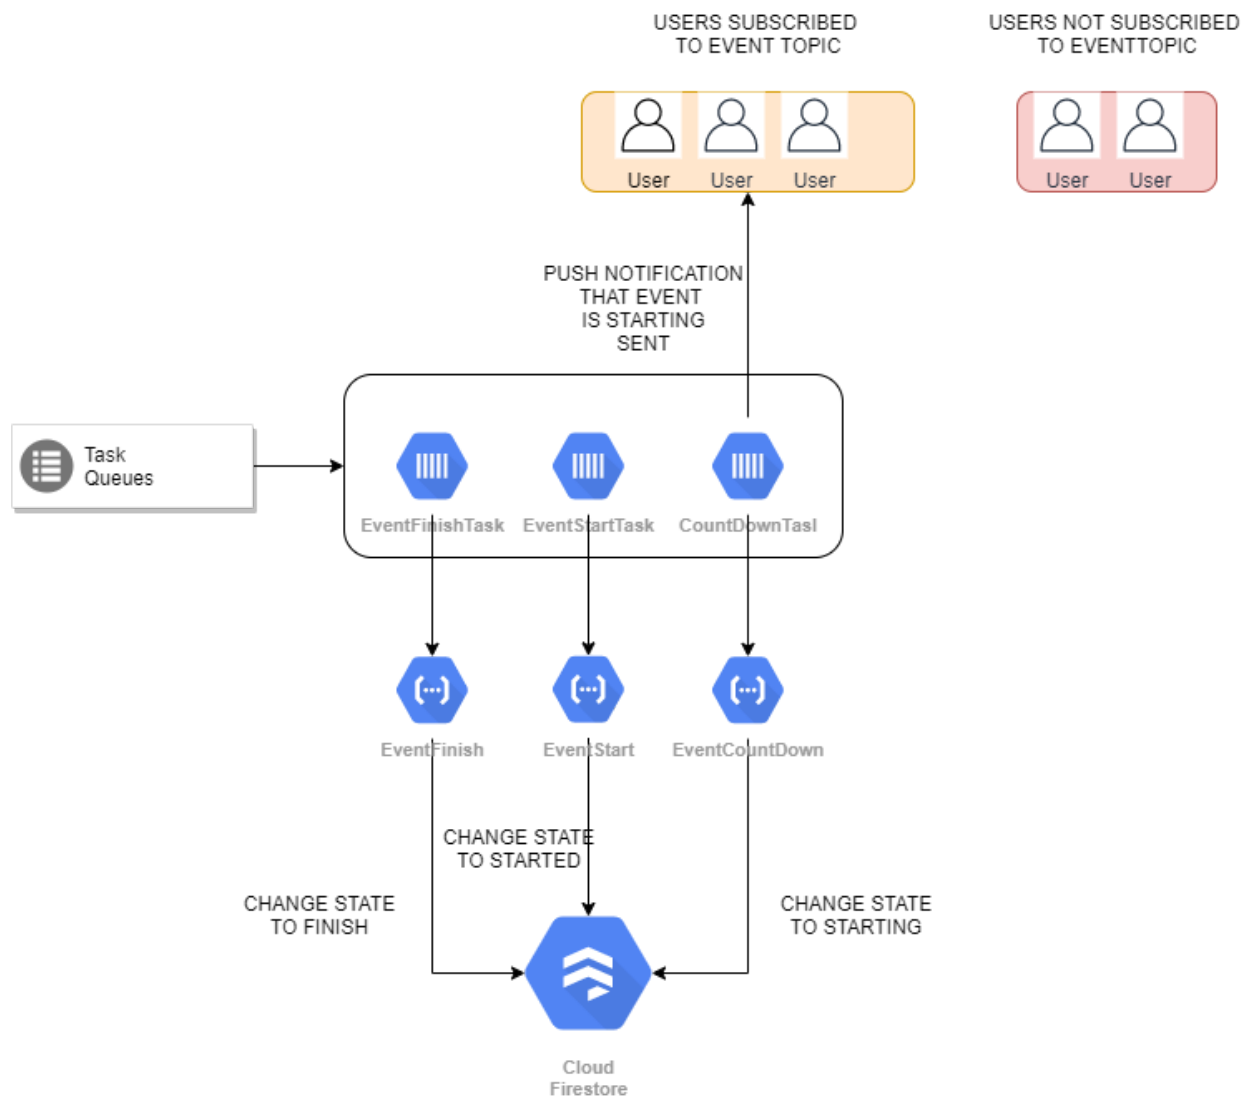 USERS SUBSCRIBED
TO EVENT TOPIC
USERS NOT SUBSCRIBED
TO EVENTTOPIC
User
User
User
User
User
PUSH NOTIFICATION
THAT EVENT
IS STARTING
SENT
Task
Queues
EventFinishTask
EventStartTask
CountDownTasl
EventFinish
EventStart
EventCountDown
CHANGE STATE
TO STARTED
CHANGE STATE
TO FINISH
CHANGE STATE
TO STARTING
Cloud
Firestore